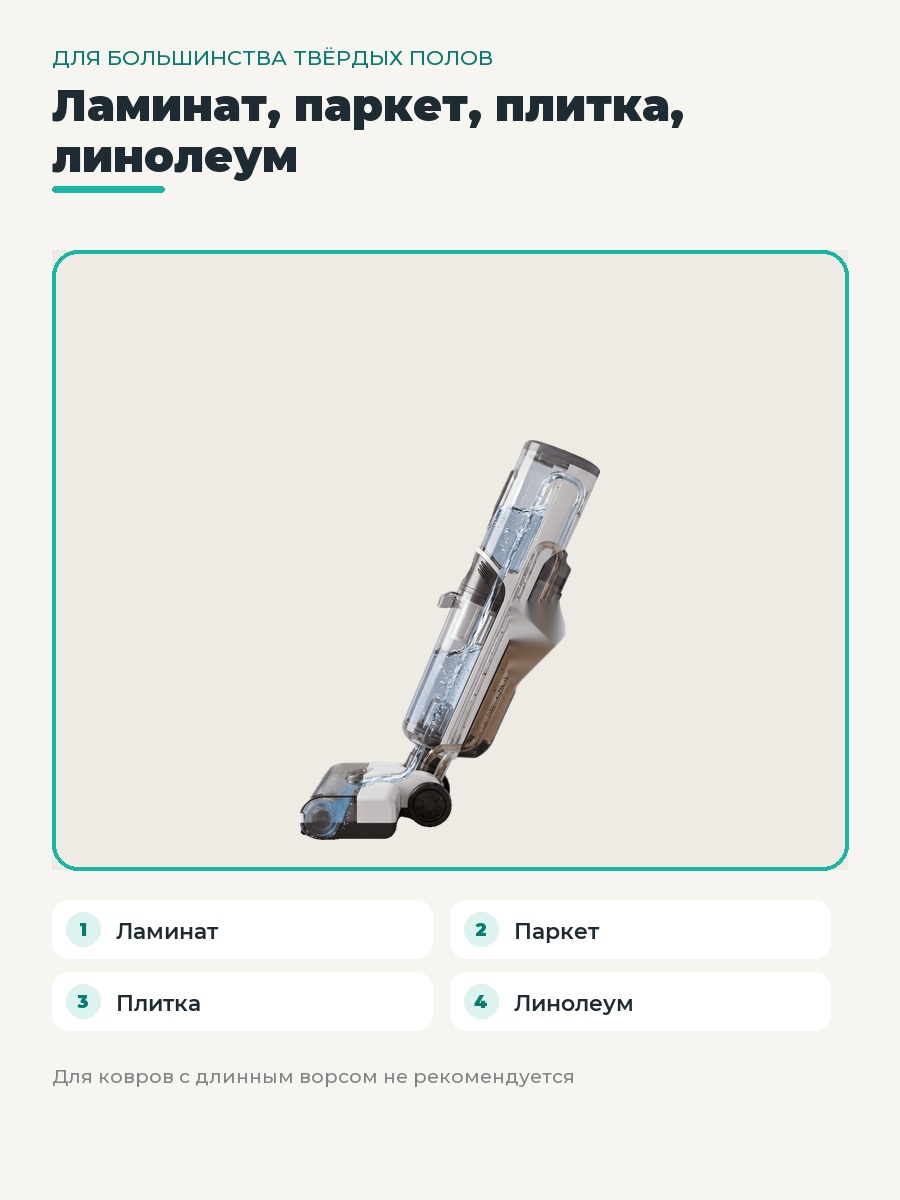 ДЛЯ БОЛЬШИНСТВА ТВЁРДЫХ ПОЛОВ
Ламинат, паркет, плитка,
линолеум
1 Ламинат
2 Паркет
3 Плитка
4 Линолеум
Для ковров с длинным ворсом не рекомендуется